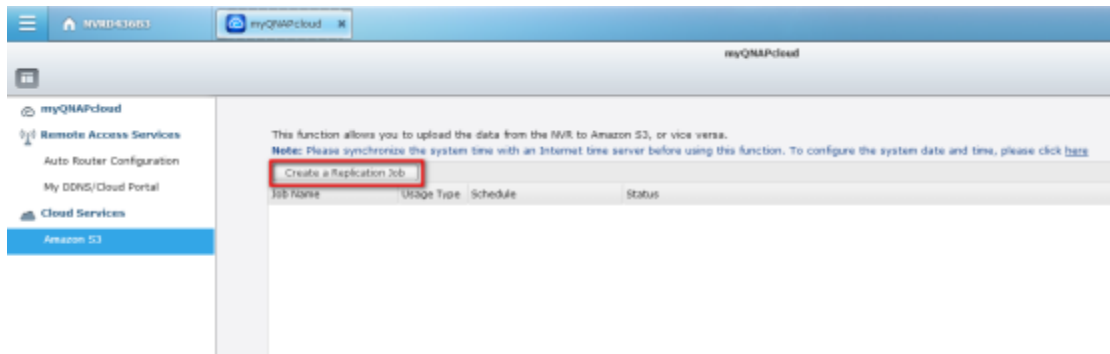 NVRD436B3
myQNAPcloud
myQNAPcloud
myQNAPcloud
Remote Access Services
Auto Router Configuration
My DDNS/Cloud Portal
Cloud Services
Amazon S3
This function allows you to upload the data from the NVR to Amazon S3, or vice versa.
Note: Please synchronize the system time with an Internet time server before using this function. To configure the system date and time, please click here
Create a Replication Job
Job Name Usage Type Schedule Status